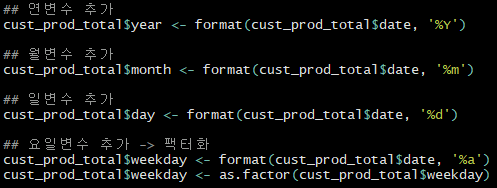 ## 연변수 추가
cust_prod_total$year <- format(cust_prod_total$date, '%Y')
## 월변수 추가
cust_prod_total$month <- format(cust_prod_total$date, '%m')
## 일변수 추가
cust_prod_total$day <- format(cust_prod_total$date, '%d')
## 요일변수 추가 -> 팩터화
cust_prod_total$weekday <- format(cust_prod_total$date, '%a')
cust_prod_total$weekday <- as.factor(cust_prod_total$weekday)